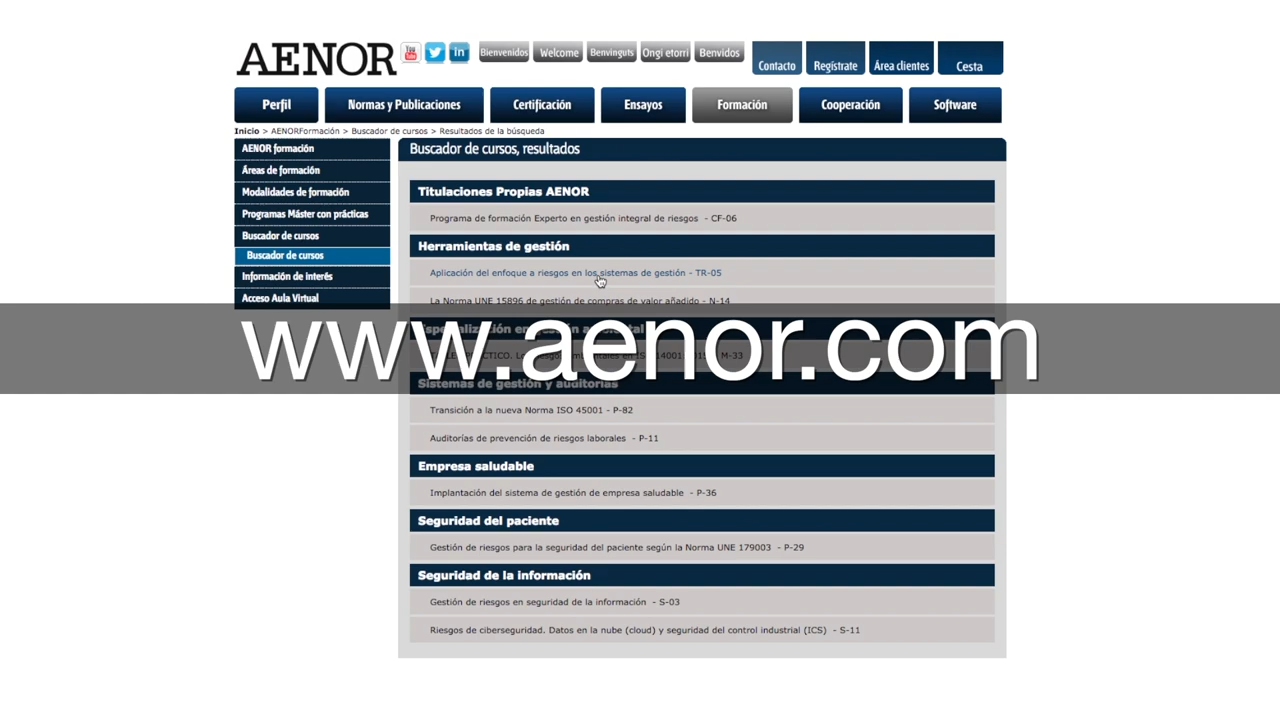 AENOR
You Tube
in
Bienvenidos Welcome Benvinguts Ongi etorri Benvidos
Contacto Regístrate Área clientes Cesta
Perfil Normas y Publicaciones Certificación Ensayos Formación Cooperación Software
Inicio > AENORFormación > Buscador de cursos > Resultados de la búsqueda
AENOR formación
Áreas de formación
Modalidades de formación
Programas Máster con prácticas
Buscador de cursos
Buscador de cursos
Información de interés
Acceso Aula Virtual
Buscador de cursos, resultados
Titulaciones Propias AENOR
Programa de formación Experto en gestión integral de riesgos - CF-06
Herramientas de gestión
Aplicación del enfoque a riesgos en los sistemas de gestión - TR-05
La Norma UNE 15896 de gestión de compras de valor añadido - N-14
www.aenor.com
Sistemas de gestión y auditorías
Transición a la nueva Norma ISO 45001 - P-82
Auditorías de prevención de riesgos laborales - P-11
Empresa saludable
Implantación del sistema de gestión de empresa saludable - P-36
Seguridad del paciente
Gestión de riesgos para la seguridad del paciente según la Norma UNE 179003 - P-29
Seguridad de la información
Gestión de riesgos en seguridad de la información - S-03
Riesgos de ciberseguridad. Datos en la nube (cloud) y seguridad del control industrial (ICS) - S-11